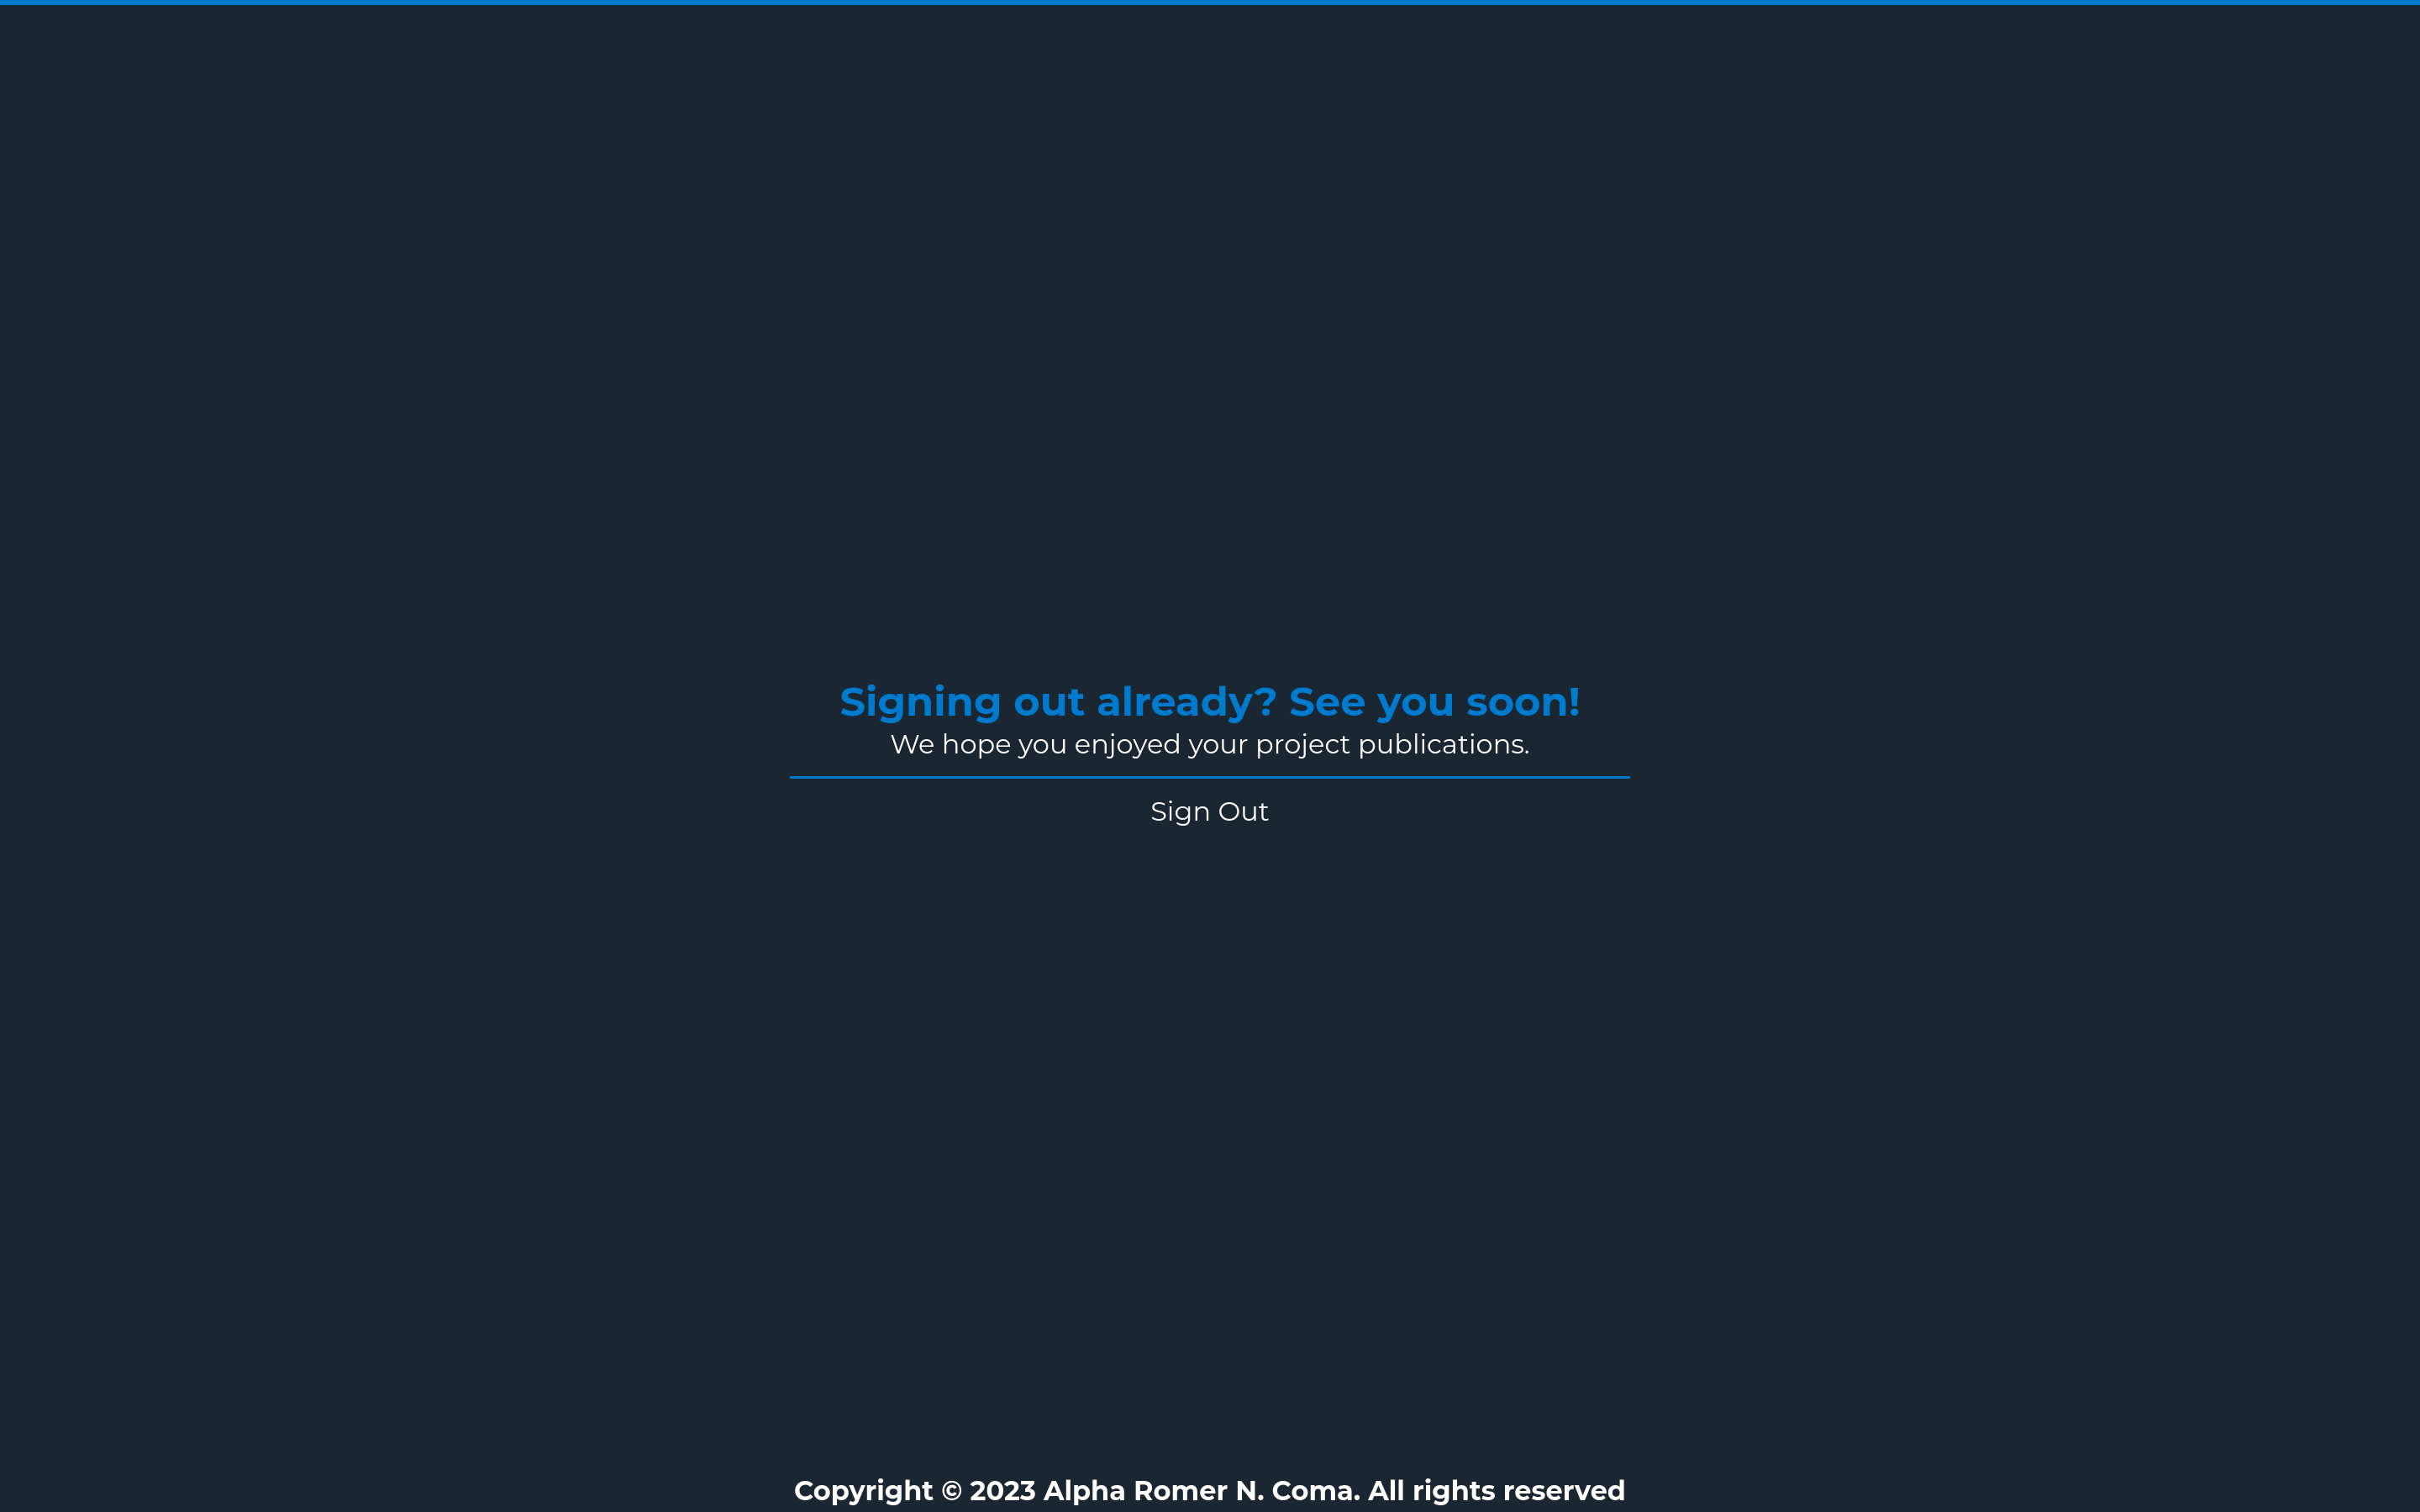 Signing out already? See you soon!
We hope you enjoyed your project publications.
Sign Out
Copyright © 2023 Alpha Romer N. Coma. All rights reserved